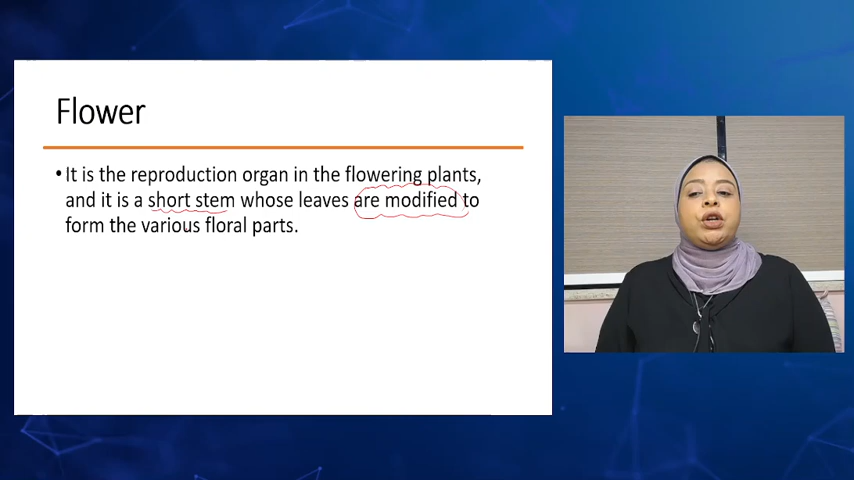 Flower
•It is the reproduction organ in the flowering plants,
and it is a short stem whose leaves are modified to
form the various floral parts.